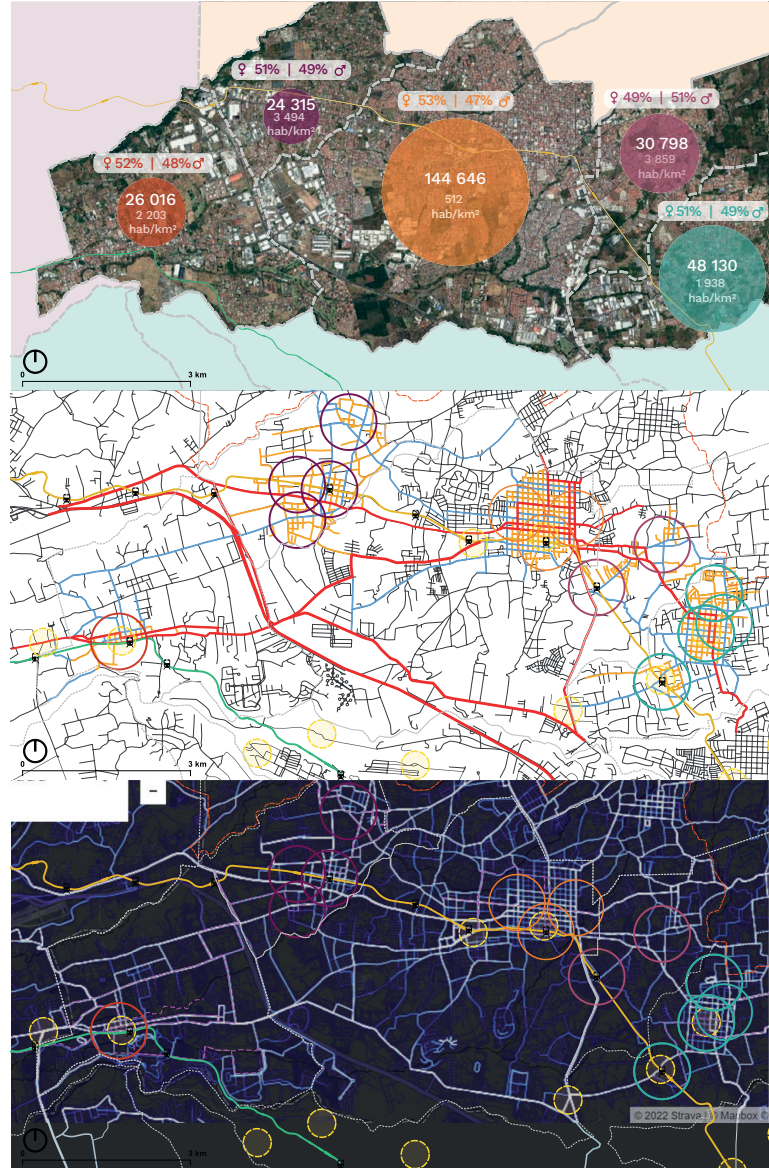 ♀ 51% | 49% ♂
24 315
3 494
hab/km²
♀ 53% | 47% ♂
144 646
512
hab/km²
♀ 49% | 51% ♂
30 798
3 859
hab/km²
♀ 52% | 48% ♂
26 016
2 203
hab/km²
♀ 51% | 49% ♂
48 130
1 938
hab/km²
0
3 km
0
3 km
–
© 2022 Strava | © Mapbox ©
0
3 km